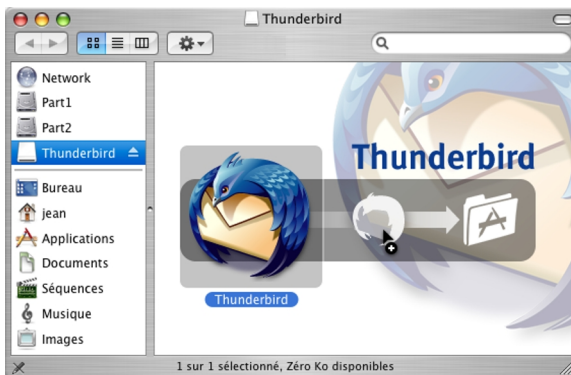 Thunderbird
Network
Part1
Part2
Thunderbird
Bureau
jean
Applications
Documents
Séquences
Musique
Images
Thunderbird
Thunderbird
1 sur 1 sélectionné, Zéro Ko disponibles